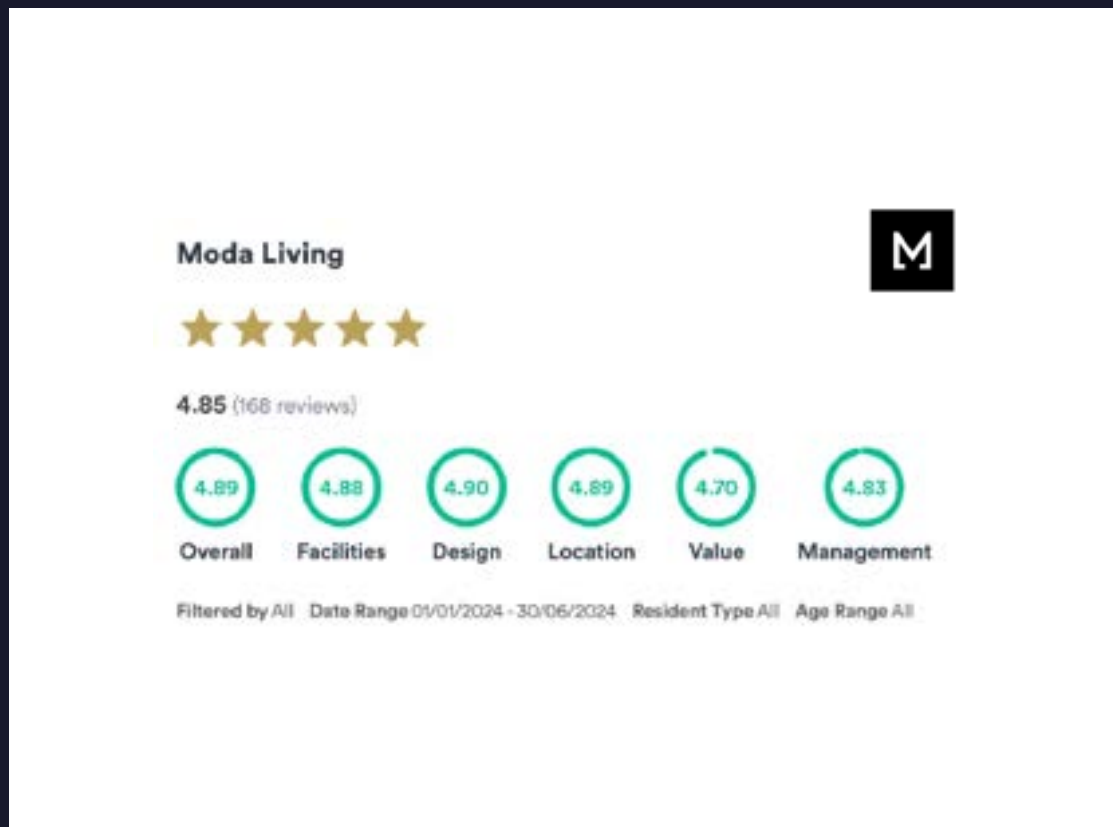 Moda Living
M
4.85 (168 reviews)
4.89 4.88 4.90 4.89 4.70 4.83
Overall Facilities Design Location Value Management
Filtered by All Date Range 01/01/2024 - 30/06/2024 Resident Type All Age Range All